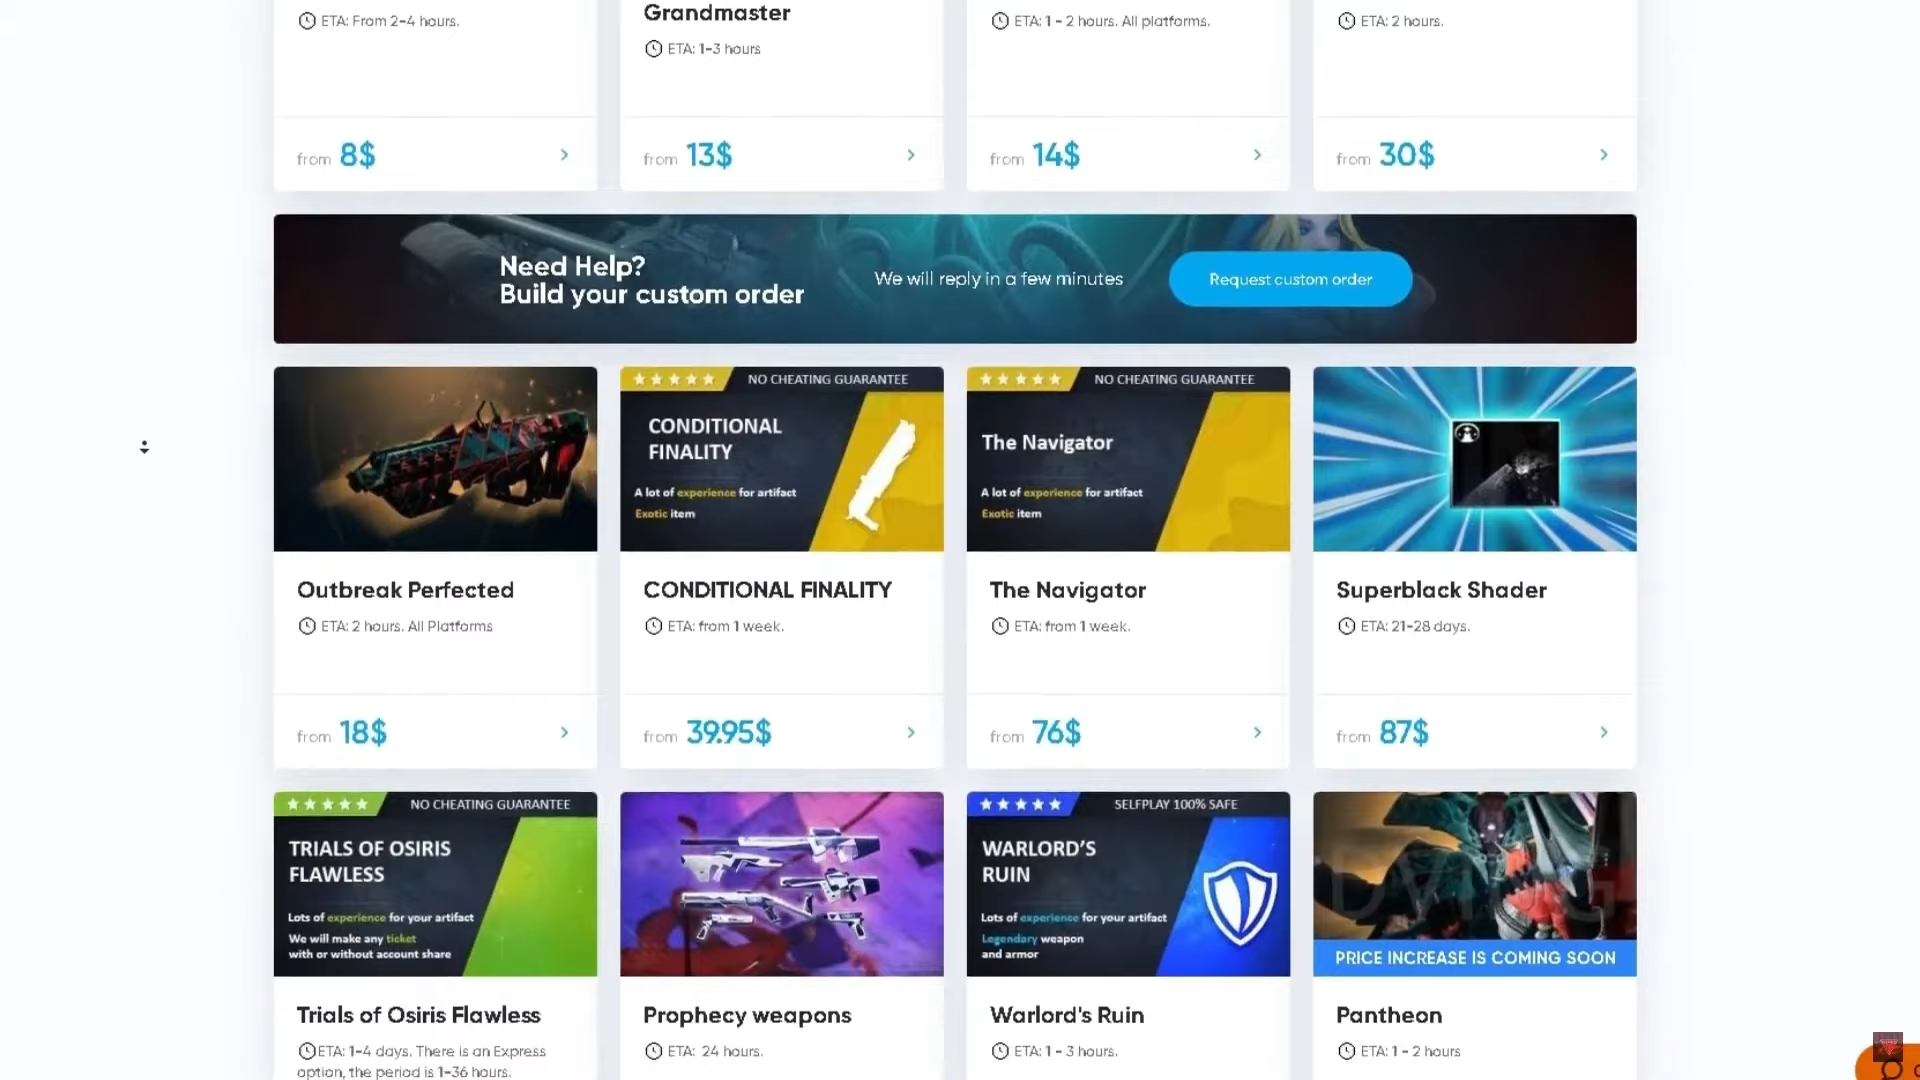 ETA: From 2-4 hours.
Grandmaster
ETA: 1-3 hours
ETA: 1 - 2 hours. All platforms.
ETA: 2 hours.
from 8$
from 13$
from 14$
from 30$
Need Help?
Build your custom order
We will reply in a few minutes
Request custom order
Outbreak Perfected
ETA: 2 hours. All Platforms
from 18$
NO CHEATING GUARANTEE
CONDITIONAL
FINALITY
A lot of experience for artifact
Exotic item
CONDITIONAL FINALITY
ETA: from 1 week.
from 39.95$
NO CHEATING GUARANTEE
The Navigator
A lot of experience for artifact
Exotic item
The Navigator
ETA: from 1 week.
from 76$
Superblack Shader
ETA: 21-28 days.
from 87$
NO CHEATING GUARANTEE
TRIALS OF OSIRIS
FLAWLESS
Lots of experience for your artifact
We will make any ticket
with or without account share
Trials of Osiris Flawless
ETA: 1-4 days. There is an Express
option, the period is 1-36 hours.
Prophecy weapons
ETA: 24 hours.
SELFPLAY 100% SAFE
WARLORD'S
RUIN
Lots of experience for your artifact
Legendary weapon
and armor
Warlord's Ruin
ETA: 1 - 3 hours.
PRICE INCREASE IS COMING SOON
Pantheon
ETA: 1 - 2 hours